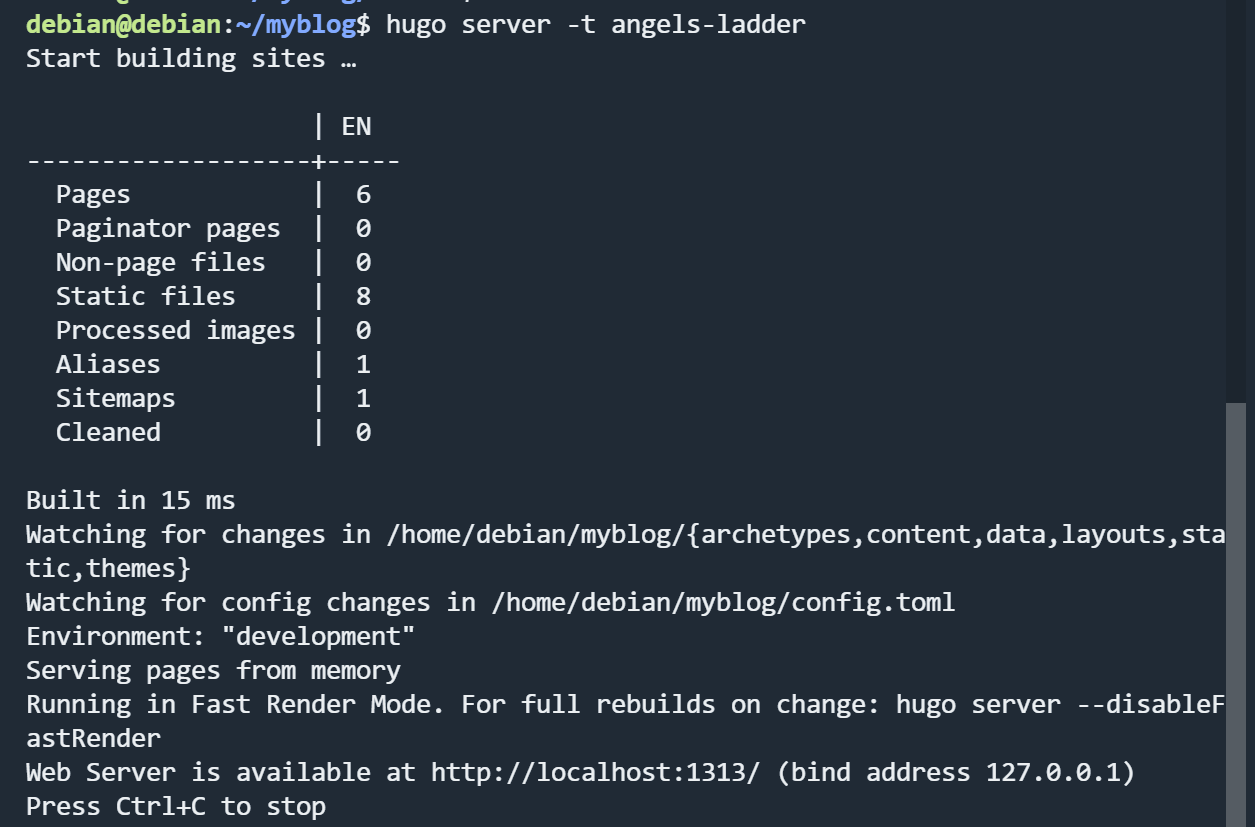 debian@debian:~/myblog$ hugo server -t angels-ladder
Start building sites …
                   | EN
-------------------+-----
  Pages            |  6
  Paginator pages  |  0
  Non-page files   |  0
  Static files     |  8
  Processed images |  0
  Aliases          |  1
  Sitemaps         |  1
  Cleaned          |  0
Built in 15 ms
Watching for changes in /home/debian/myblog/{archetypes,content,data,layouts,sta
tic,themes}
Watching for config changes in /home/debian/myblog/config.toml
Environment: "development"
Serving pages from memory
Running in Fast Render Mode. For full rebuilds on change: hugo server --disableF
astRender
Web Server is available at http://localhost:1313/ (bind address 127.0.0.1)
Press Ctrl+C to stop